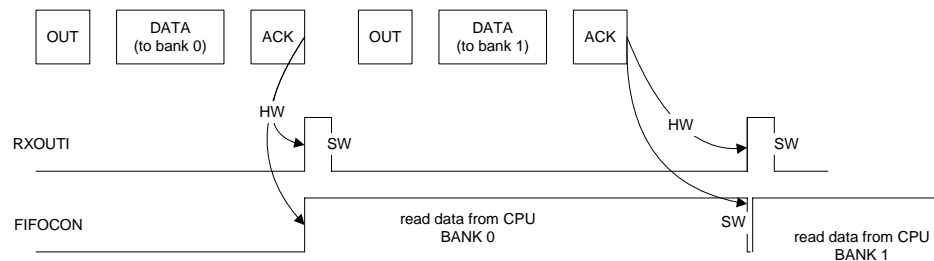 OUT DATA (to bank 0) ACK OUT DATA (to bank 1) ACK
HW HW
RXOUTI SW SW
FIFOCON read data from CPU BANK 0 SW read data from CPU BANK 1